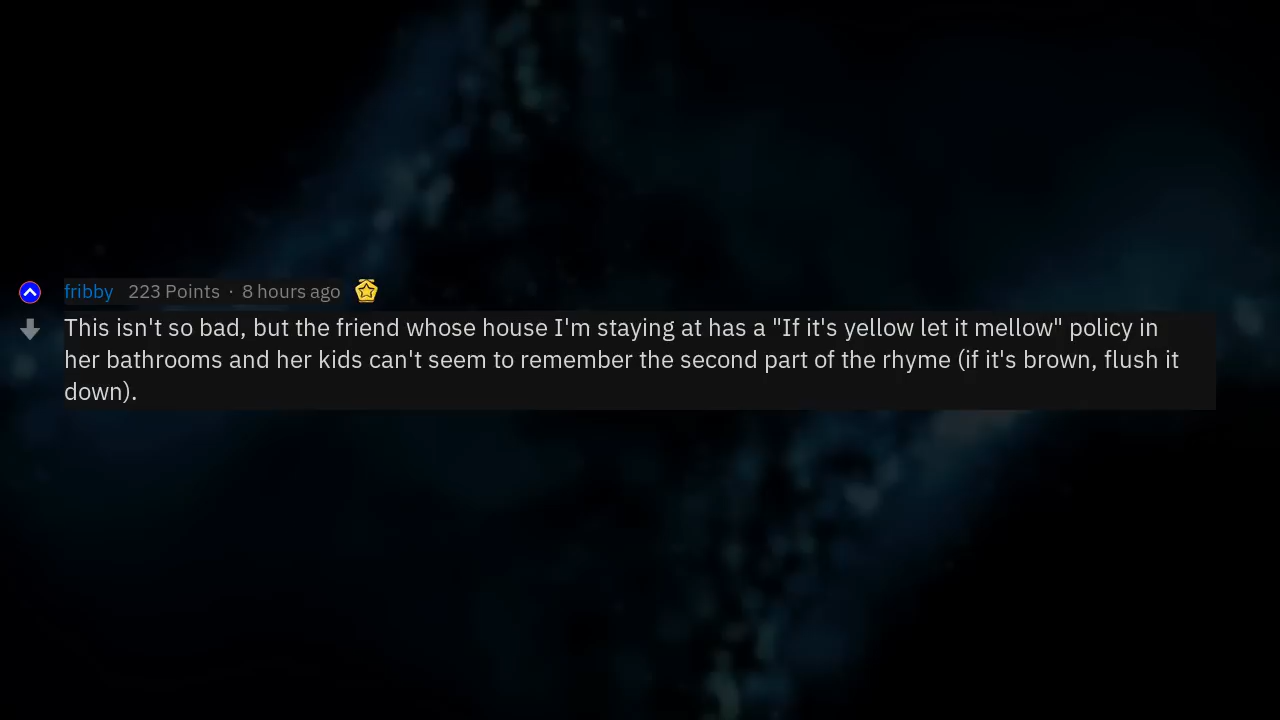 fribby 223 Points · 8 hours ago
This isn't so bad, but the friend whose house I'm staying at has a "If it's yellow let it mellow" policy in
her bathrooms and her kids can't seem to remember the second part of the rhyme (if it's brown, flush it
down).